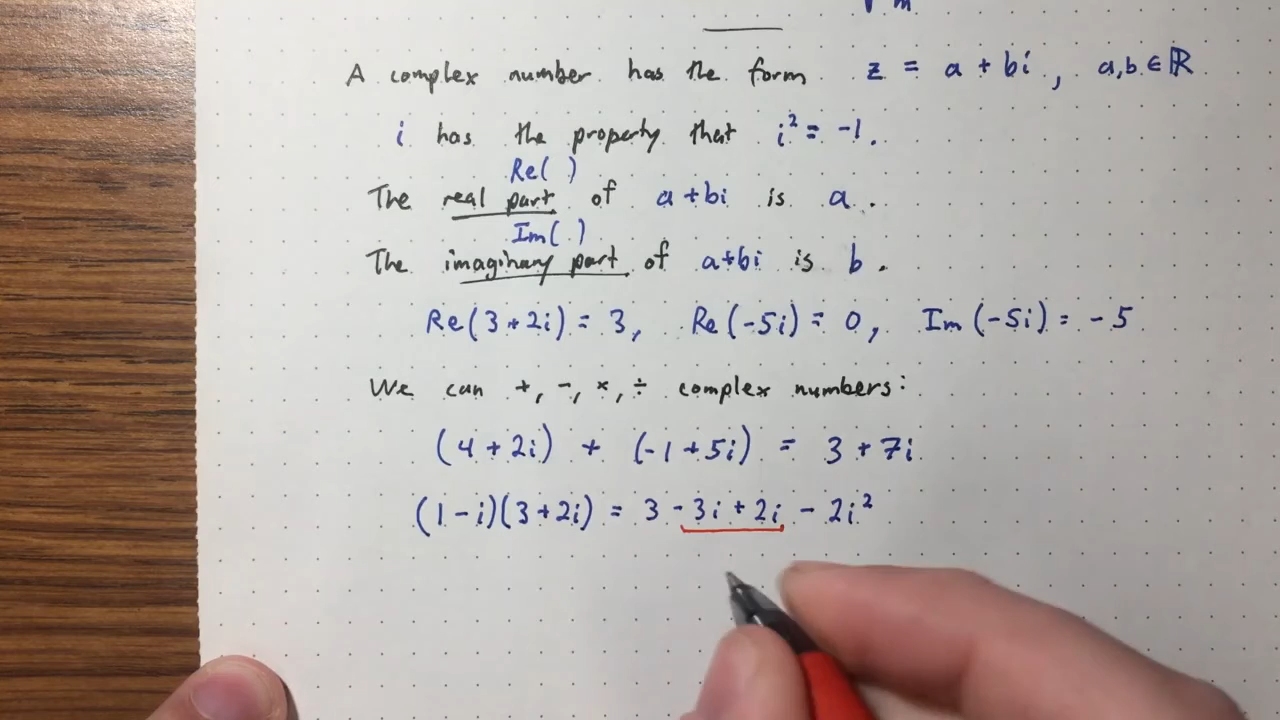 A complex number has the form z = a + bi, a,b ∈ ℝ
i has the property that i² = -1.
Re( )
The real part of a+bi is a.
Im( )
The imaginary part of a+bi is b.
Re(3+2i) = 3, Re(-5i) = 0, Im(-5i) = -5
We can +, -, ×, ÷ complex numbers:
(4+2i) + (-1+5i) = 3+7i
(1-i)(3+2i) = 3 - 3i + 2i - 2i²